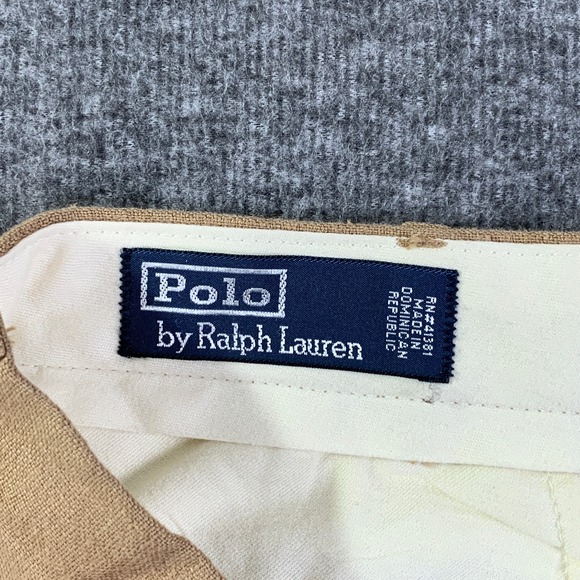 Polo
by Ralph Lauren
RN#41381
MADE IN
DOMINICAN
REPUBLIC